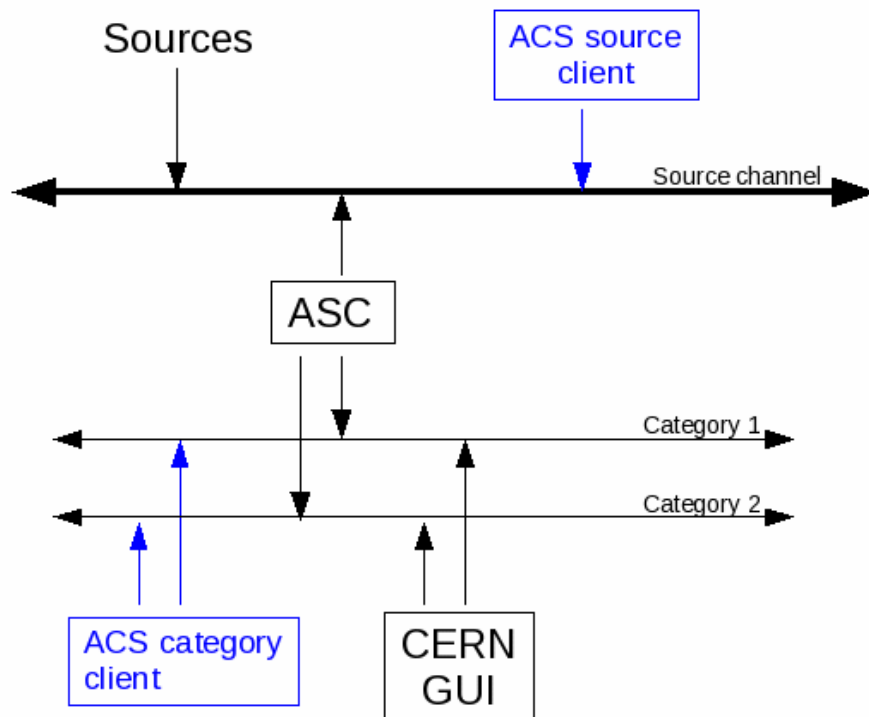 Sources
ACS source
client
Source channel
ASC
Category 1
Category 2
ACS category
client
CERN
GUI